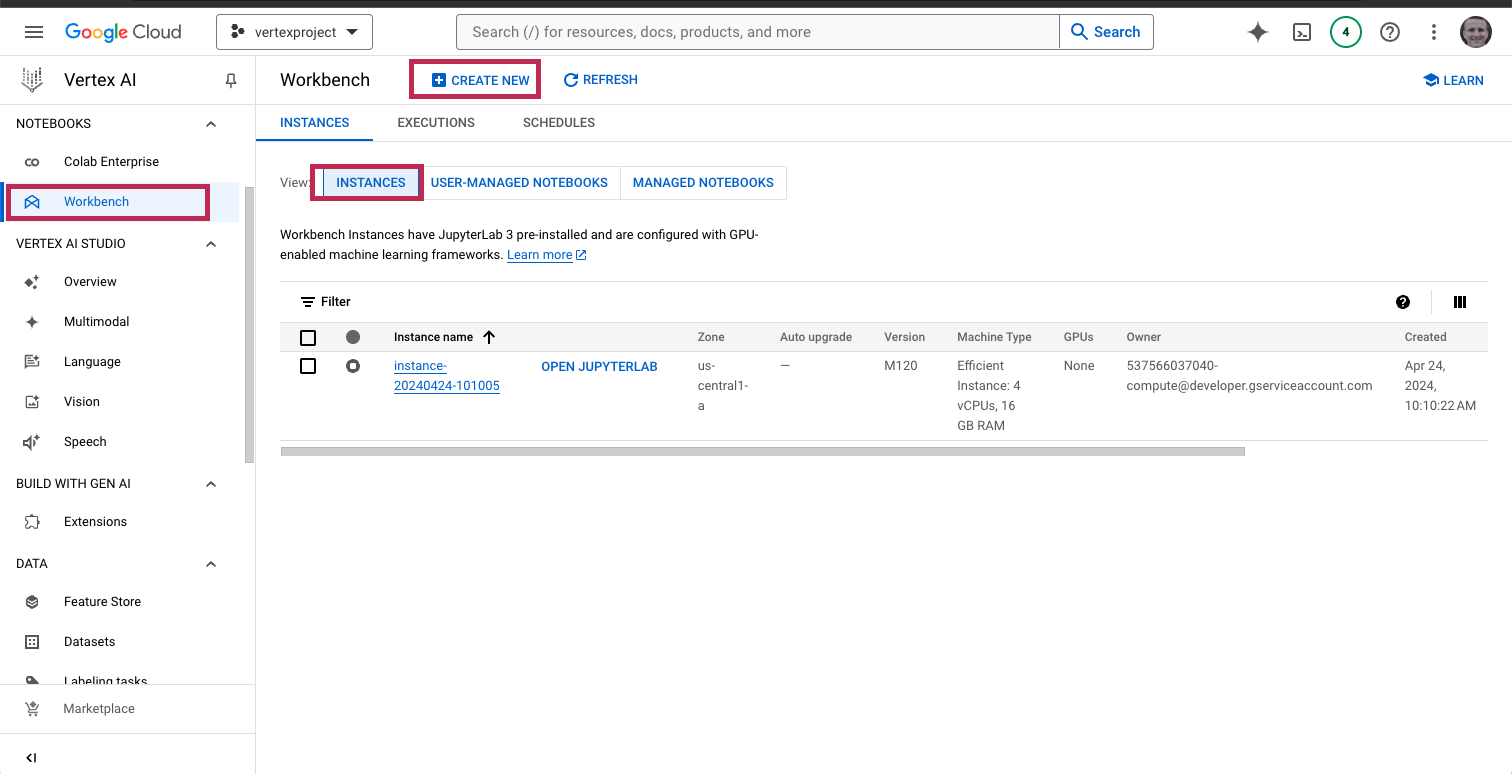 Google Cloud
vertexproject
Search (/) for resources, docs, products, and more
Search
4
Vertex AI
Workbench
CREATE NEW
REFRESH
LEARN
NOTEBOOKS
Colab Enterprise
Workbench
VERTEX AI STUDIO
Overview
Multimodal
Language
Vision
Speech
BUILD WITH GEN AI
Extensions
DATA
Feature Store
Datasets
Labeling tasks
Marketplace
INSTANCES EXECUTIONS SCHEDULES
View: INSTANCES USER-MANAGED NOTEBOOKS MANAGED NOTEBOOKS
Workbench Instances have JupyterLab 3 pre-installed and are configured with GPU-
enabled machine learning frameworks. Learn more
Filter
Instance name Zone Auto upgrade Version Machine Type GPUs Owner Created
instance- OPEN JUPYTERLAB us- — M120 Efficient None 537566037040- Apr 24,
20240424-101005 central1- Instance: 4 compute@developer.gserviceaccount.com 2024,
a vCPUs, 16 10:10:22 AM
GB RAM